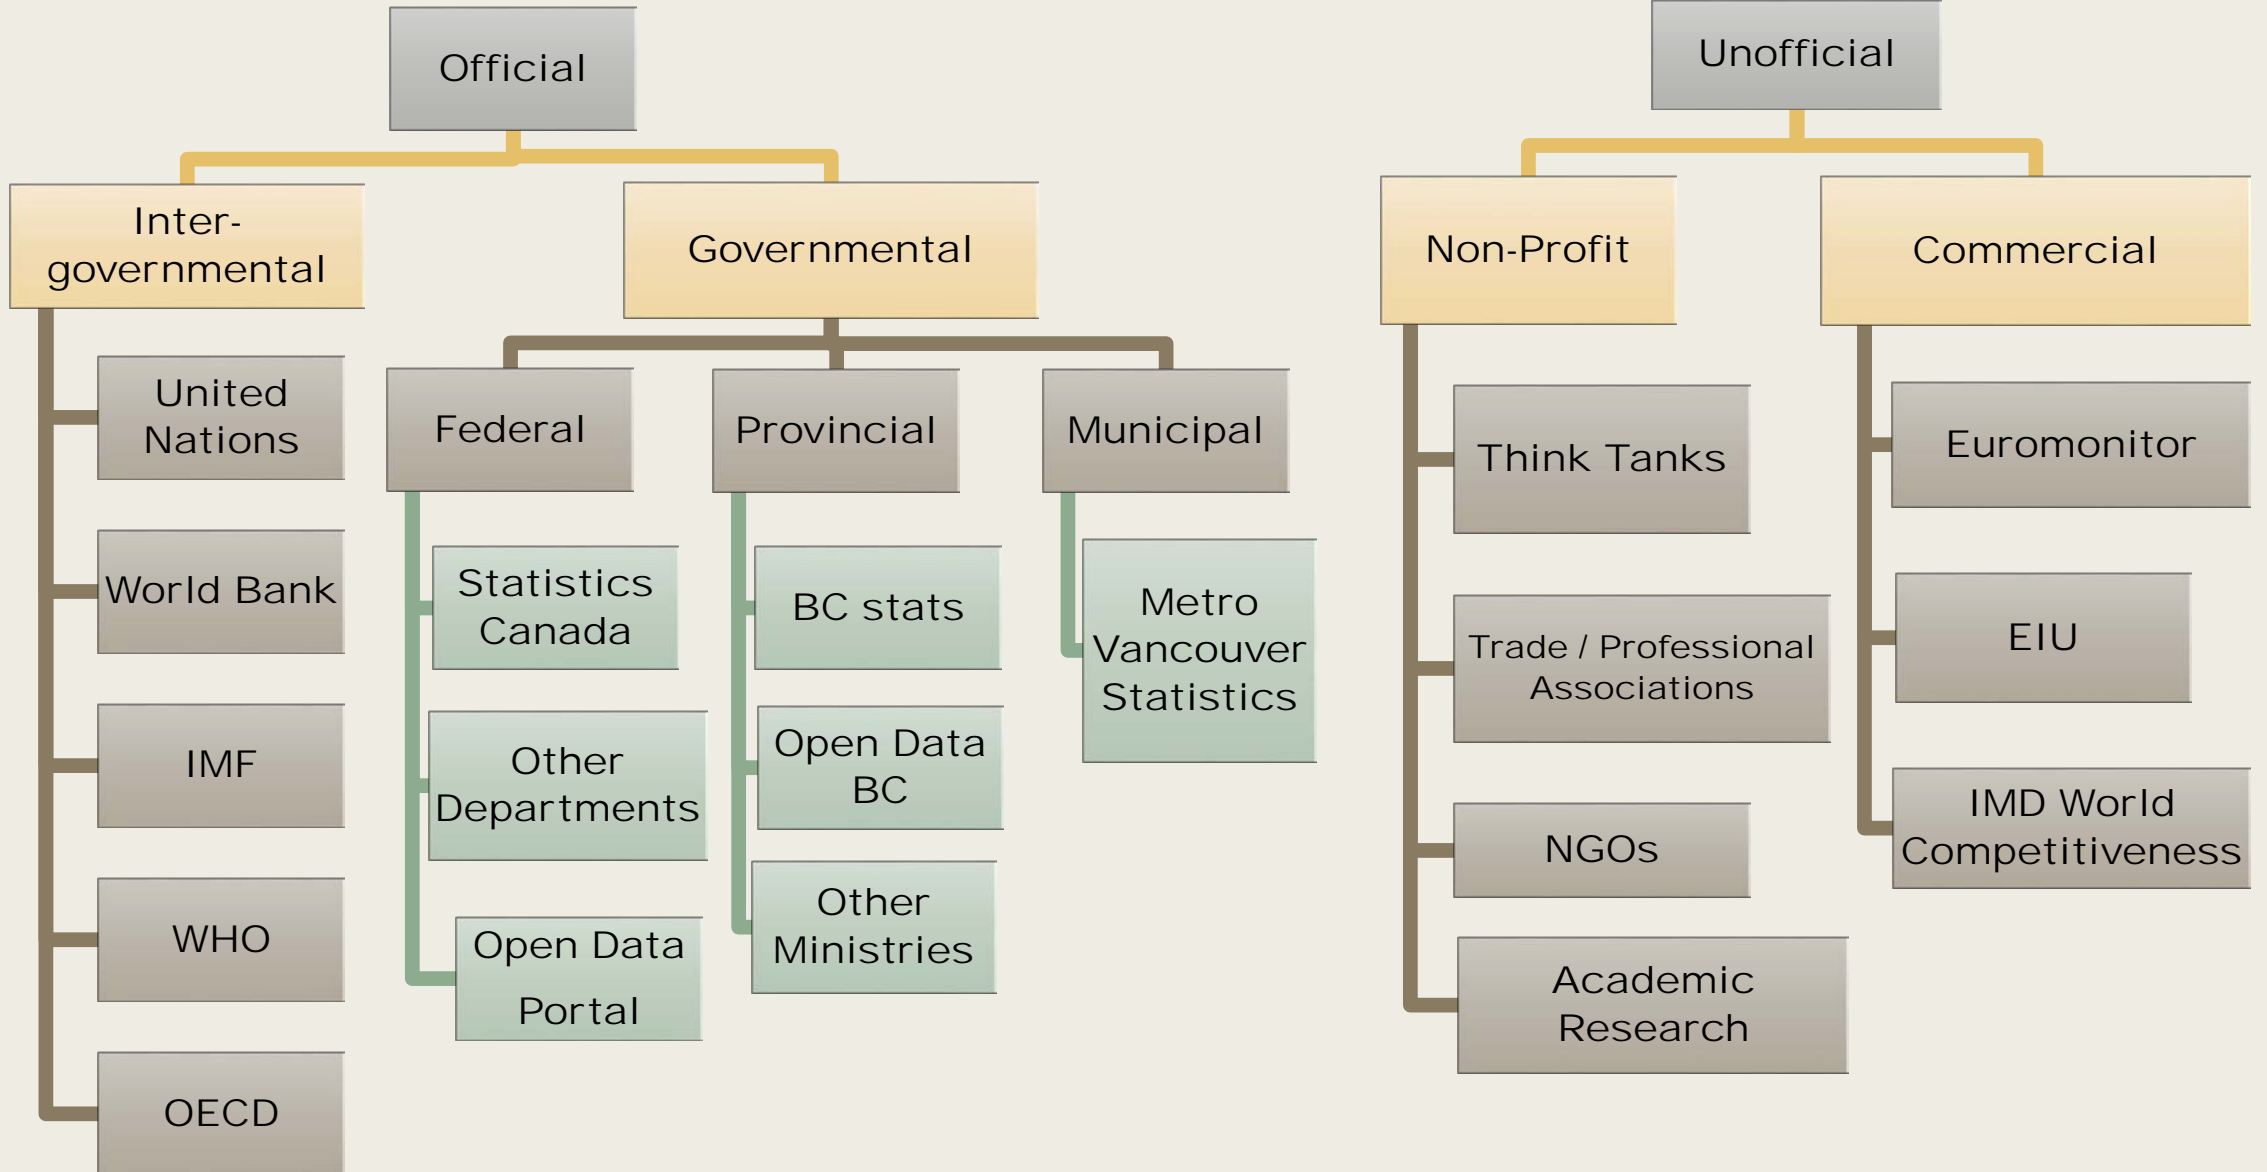 Official
Inter-
governmental
United
Nations
World Bank
IMF
WHO
OECD
Governmental
Federal
Statistics
Canada
Other
Departments
Open Data
Portal
Provincial
BC stats
Open Data
BC
Other
Ministries
Municipal
Metro
Vancouver
Statistics
Unofficial
Non-Profit
Think Tanks
Trade / Professional
Associations
NGOs
Academic
Research
Commercial
Euromonitor
EIU
IMD World
Competitiveness